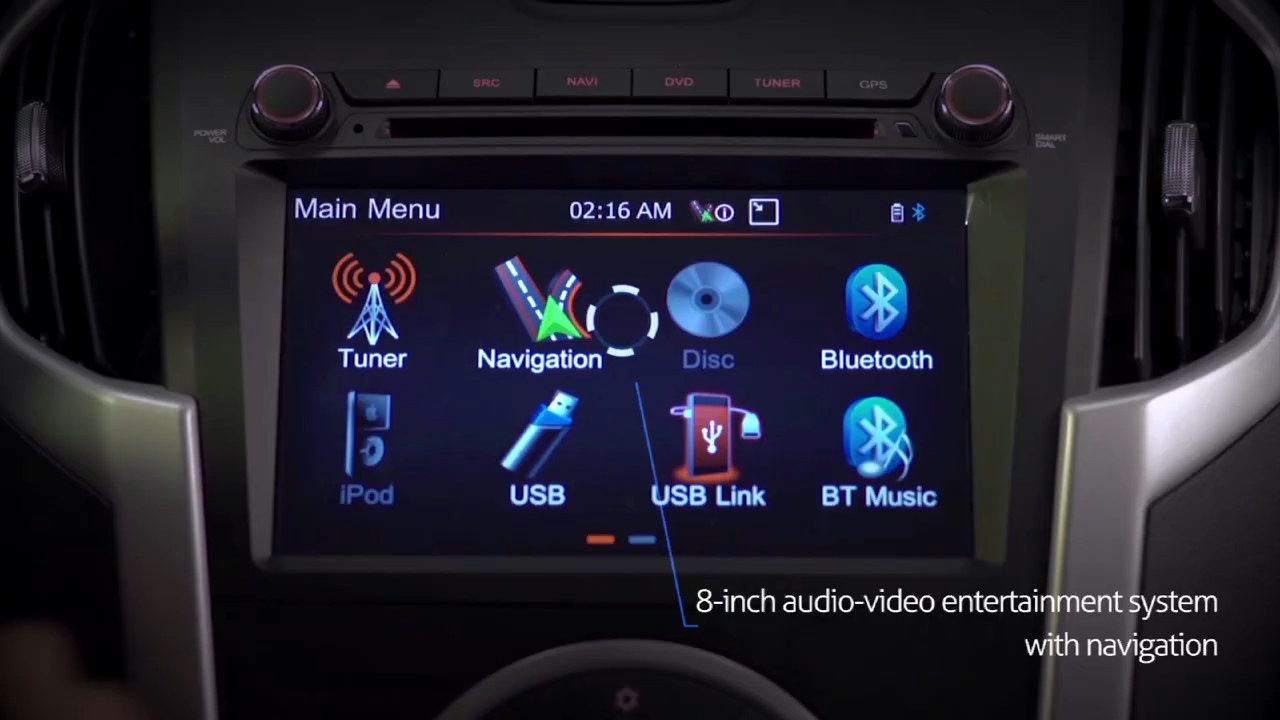 SRC NAVI DVD TUNER GPS
POWER
VOL
SMART
DIAL
Main Menu 02:16 AM
Tuner Navigation Disc Bluetooth
iPod USB USB Link BT Music
8-inch audio-video entertainment system
with navigation